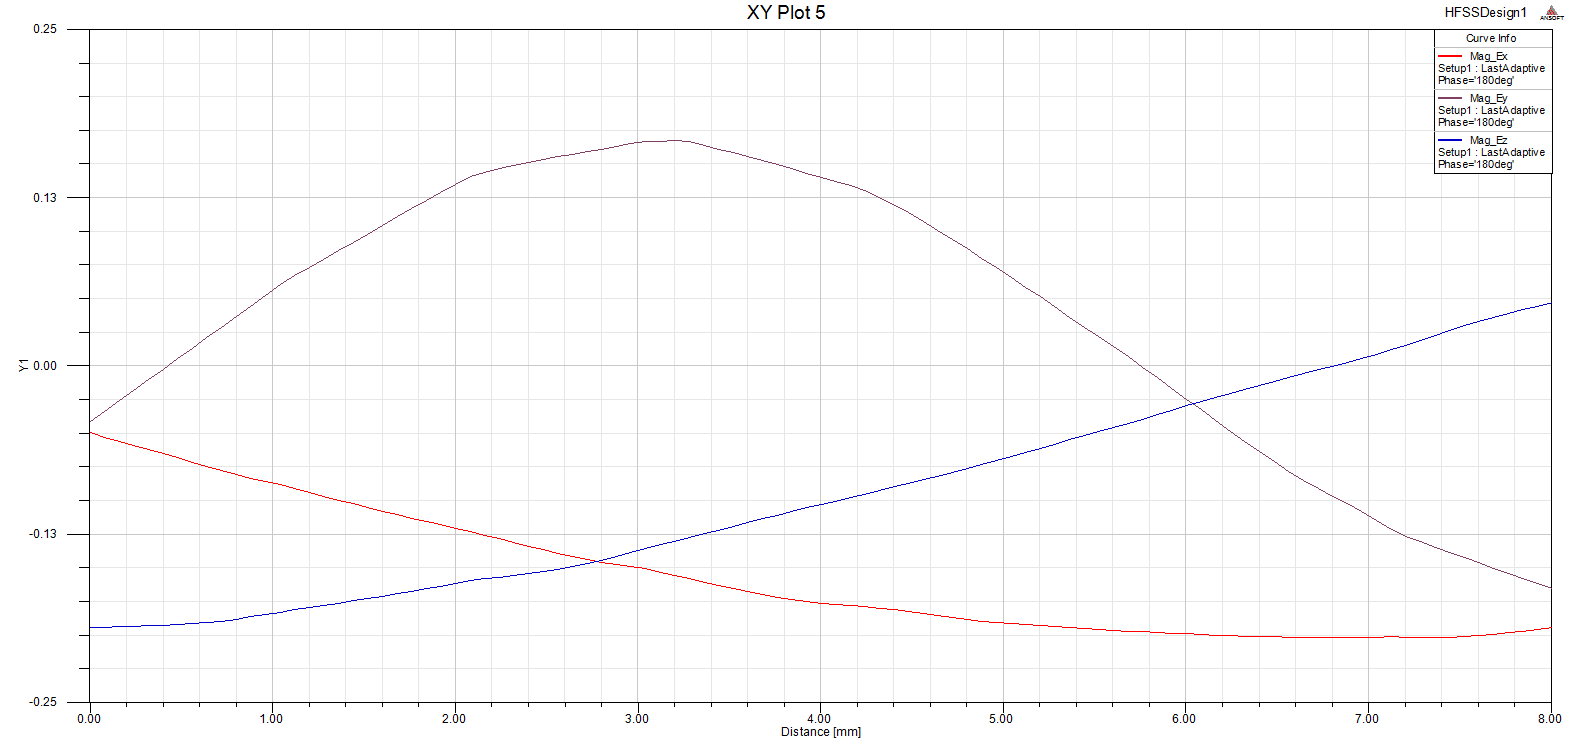 XY Plot 5
HFSSDesign1
ANSOFT
Curve Info
Mag_Ex
Setup1 : LastAdaptive
Phase='180deg'
Mag_Ey
Setup1 : LastAdaptive
Phase='180deg'
Mag_Ez
Setup1 : LastAdaptive
Phase='180deg'
0.25
0.13
0.00
-0.13
-0.25
Y1
0.00 1.00 2.00 3.00 4.00 5.00 6.00 7.00 8.00
Distance [mm]